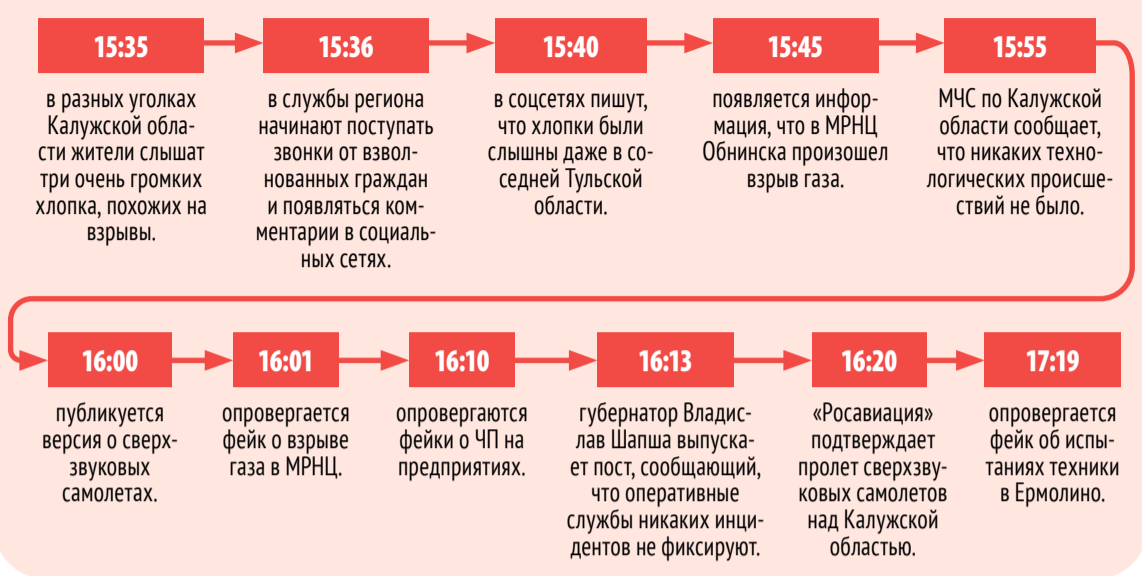 15:35
в разных уголках
Калужской обла-
сти жители слышат
три очень громких
хлопка, похожих на
взрывы.
15:36
в службы региона
начинают поступать
звонки от взвол-
нованных граждан
и появляться ком-
ментарии в социаль-
ных сетях.
15:40
в соцсетях пишут,
что хлопки были
слышны даже в со-
седней Тульской
области.
15:45
появляется инфор-
мация, что в МРНЦ
Обнинска произошел
взрыв газа.
15:55
МЧС по Калужской
области сообщает,
что никаких техно-
логических происше-
ствий не было.
16:00
публикуется
версия о сверх-
звуковых
самолетах.
16:01
опровергается
фейк о взрыве
газа в МРНЦ.
16:10
опровергаются
фейки о ЧП на
предприятиях.
16:13
губернатор Владис-
лав Шапша выпуска-
ет пост, сообщающий,
что оперативные
службы никаких инци-
дентов не фиксируют.
16:20
«Росавиация»
подтверждает
пролет сверхзву-
ковых самолетов
над Калужской
областью.
17:19
опровергается
фейк об испы-
таниях техники
в Ермолино.